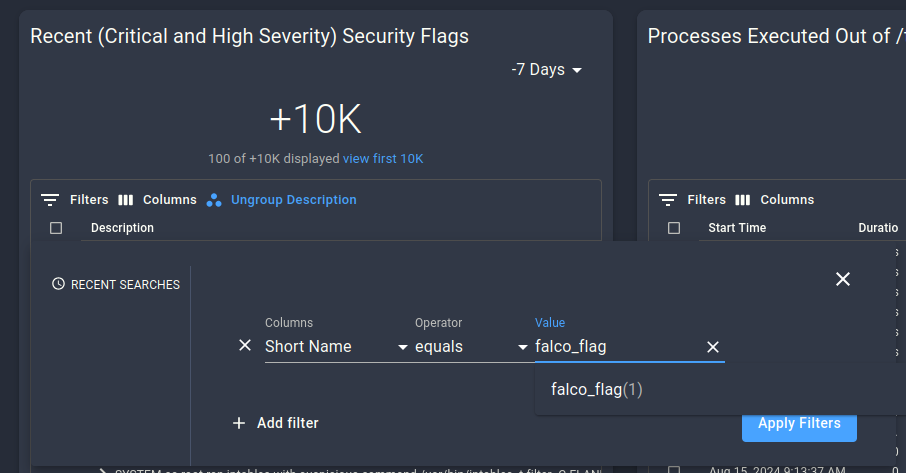 Recent (Critical and High Severity) Security Flags
Processes Executed Out of /
-7 Days
+10K
100 of +10K displayed view first 10K
Filters Columns Ungroup Description
Filters Columns
Description
Start Time Duratio
RECENT SEARCHES
Columns Operator Value
Short Name equals falco_flag
falco_flag(1)
+ Add filter
Apply Filters
Aug 15, 2024 9:13:37 AM